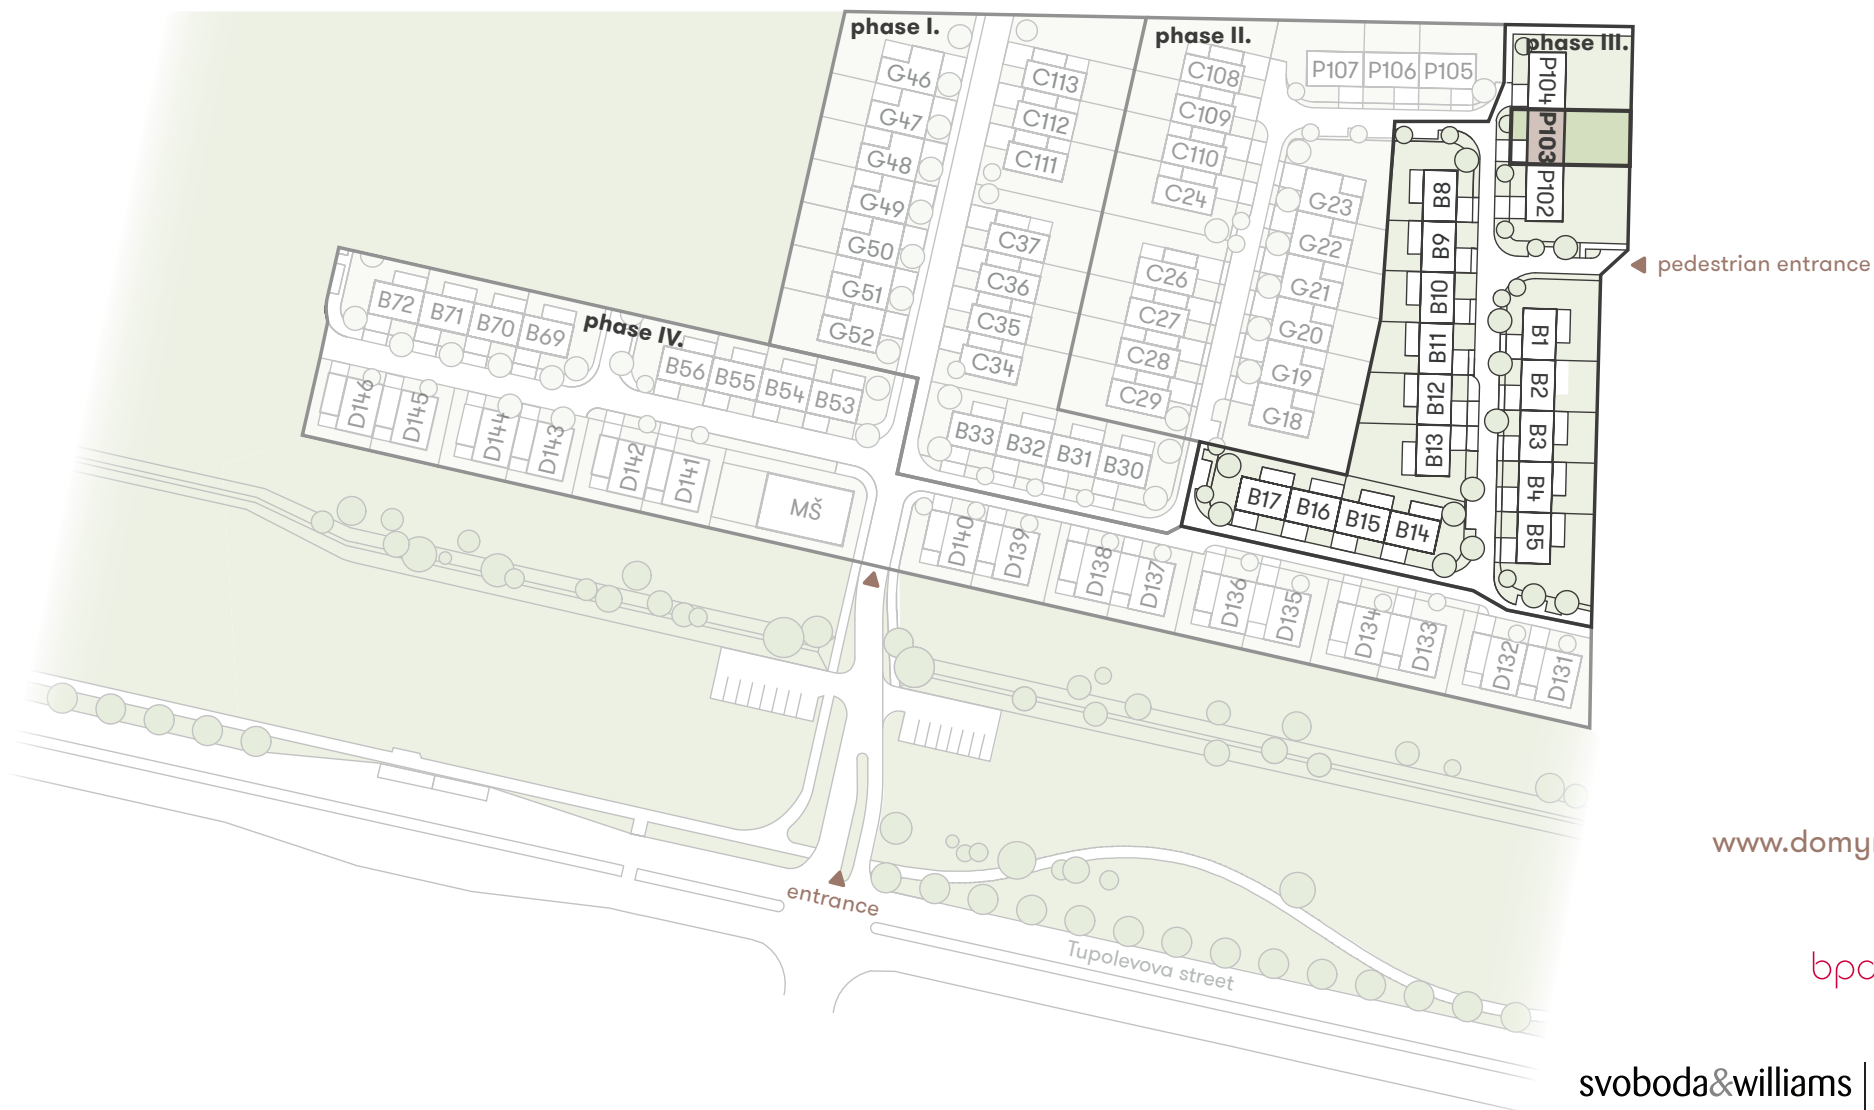 phase I.
phase II.
phase III.
G46
G47
G48
G49
G50
G51
G52
C113
C112
C111
C37
C36
C35
C34
C108
C109
C110
C24
C26
C27
C28
C29
P107
P106
P105
G23
G22
G21
G20
G19
G18
P104
P103
P102
B8
B9
B10
B11
B12
B13
pedestrian entrance
B1
B2
B3
B4
B5
phase IV.
B72
B71
B70
B69
B56
B55
B54
B53
B33
B32
B31
B30
B17
B16
B15
B14
D146
D145
D144
D143
D142
D141
MŠ
D140
D139
D138
D137
D136
D135
D134
D133
D132
D131
entrance
Tupolevova street
www.domy
svoboda&williams